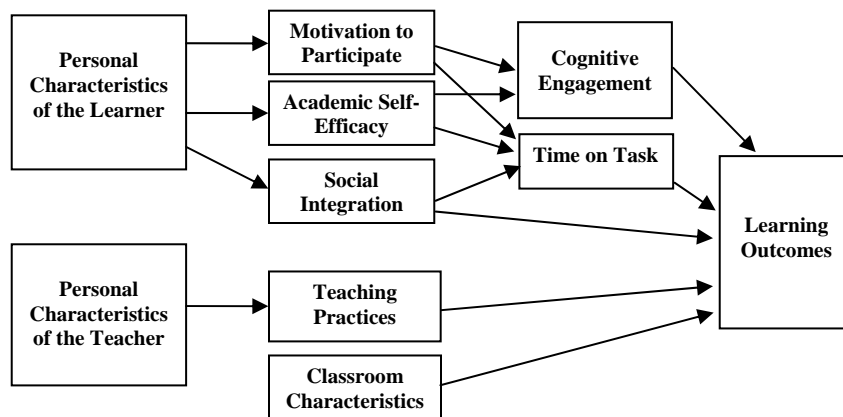 Personal
Characteristics
of the Learner
Motivation to
Participate
Academic Self-
Efficacy
Social
Integration
Cognitive
Engagement
Time on Task
Learning
Outcomes
Personal
Characteristics
of the Teacher
Teaching
Practices
Classroom
Characteristics